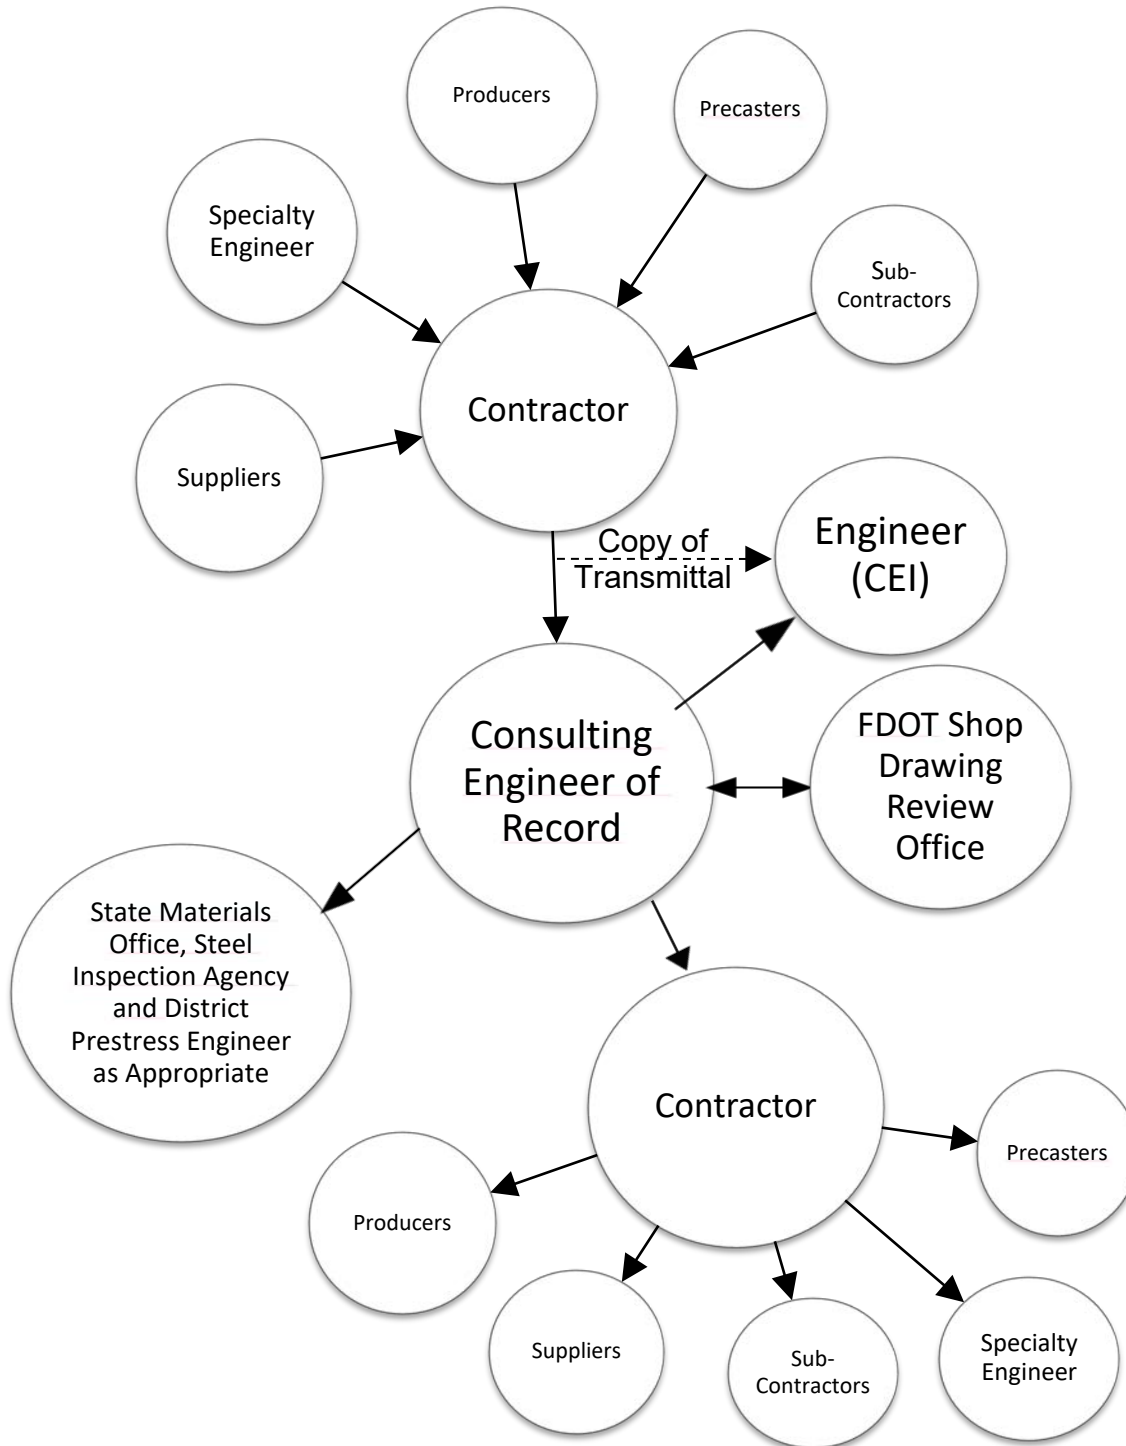 Producers
Precasters
Specialty
Engineer
Sub-
Contractors
Contractor
Suppliers
Copy of
Transmittal
Engineer
(CEI)
Consulting
Engineer of
Record
FDOT Shop
Drawing
Review
Office
State Materials
Office, Steel
Inspection Agency
and District
Prestress Engineer
as Appropriate
Contractor
Precasters
Producers
Suppliers
Sub-
Contractors
Specialty
Engineer